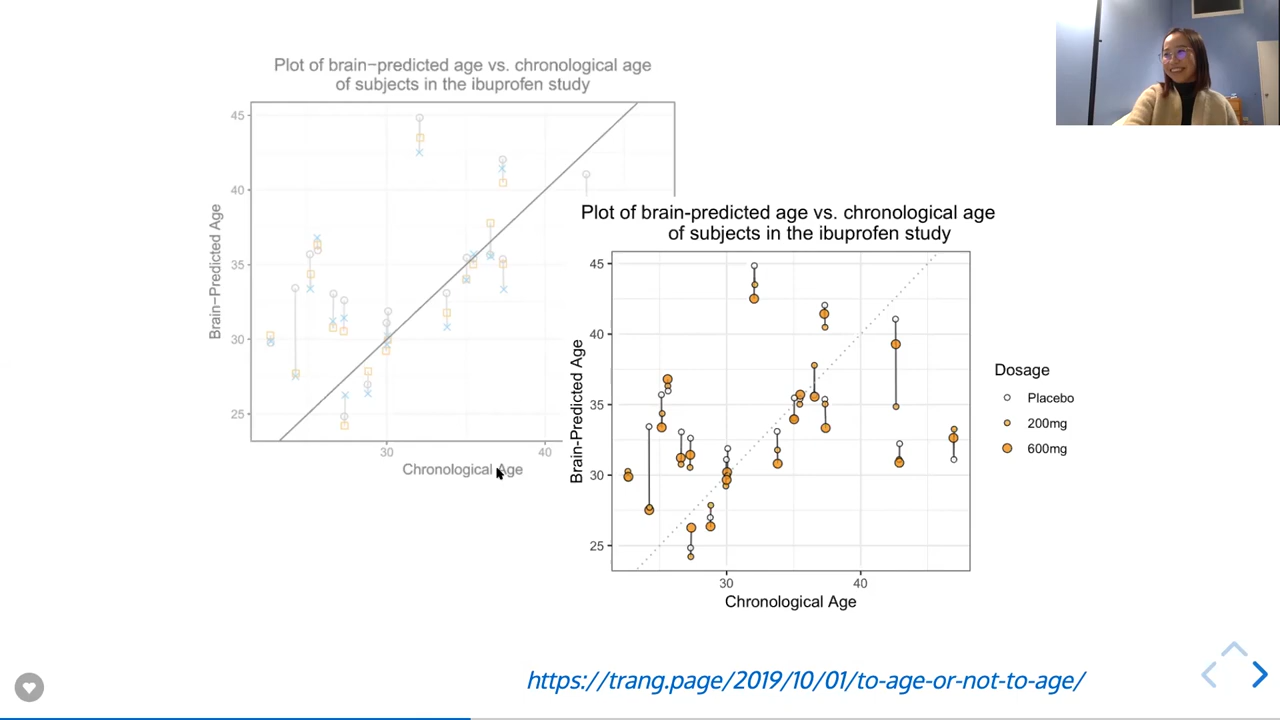 Plot of brain−predicted age vs. chronological age
of subjects in the ibuprofen study
45
40
35
30
25
Brain−Predicted Age
30
40
Chronological Age
Plot of brain-predicted age vs. chronological age
of subjects in the ibuprofen study
45
40
35
30
25
Brain-Predicted Age
30
40
Chronological Age
Dosage
Placebo
200mg
600mg
https://trang.page/2019/10/01/to-age-or-not-to-age/